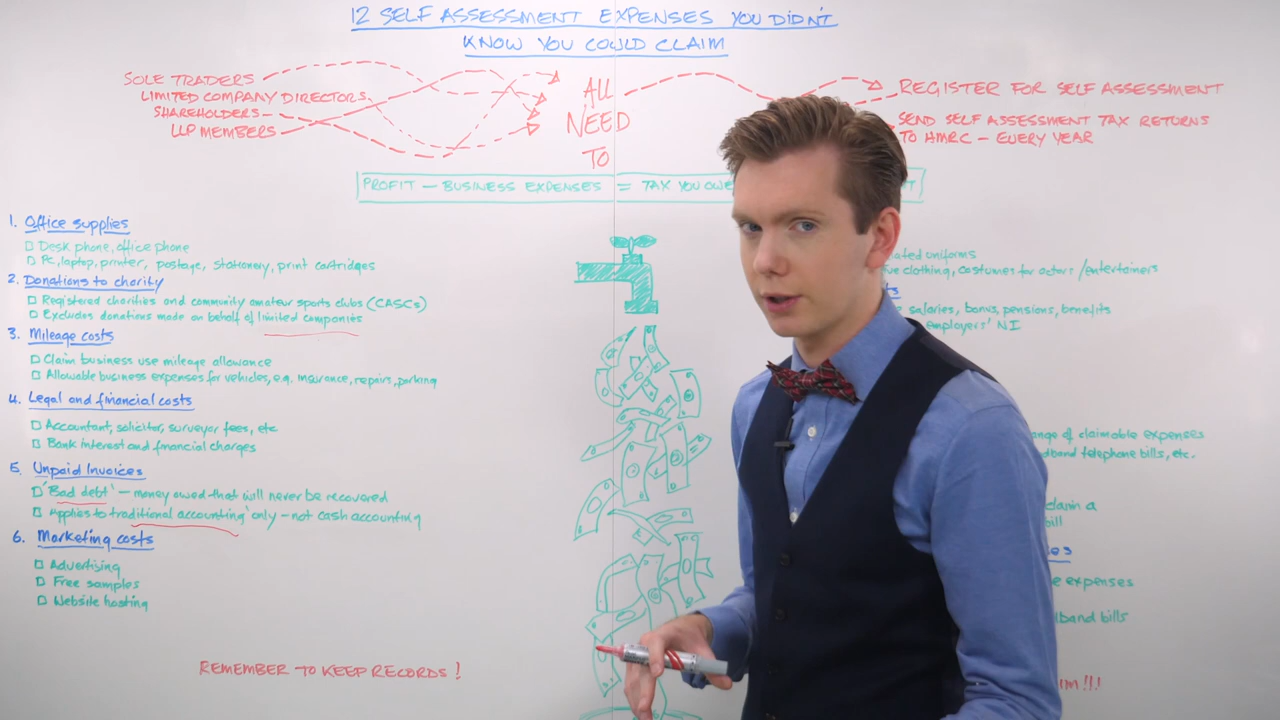 12 SELF ASSESSMENT EXPENSES YOU DIDN'T
KNOW YOU COULD CLAIM
SOLE TRADERS
LIMITED COMPANY DIRECTORS
SHAREHOLDERS
LLP MEMBERS
ALL
NEED
TO
REGISTER FOR SELF ASSESSMENT
SEND SELF ASSESSMENT TAX RETURNS
TO HMRC – EVERY YEAR
PROFIT – BUSINESS EXPENSES = TAX YOU OWE
1. Office supplies
Desk phone, office phone
PC, laptop, printer, postage, stationery, print cartridges
2. Donations to charity
Registered charities and community amateur sports clubs (CASCs)
Excludes donations made on behalf of limited companies
3. Mileage costs
Claim business use mileage allowance
Allowable business expenses for vehicles, e.g. insurance, repairs, parking
4. Legal and financial costs
Accountant, solicitor, surveyor fees, etc
Bank interest and financial charges
5. Unpaid Invoices
'Bad debt' – money owed that will never be recovered
Applies to 'traditional accounting' only – not cash accounting
6. Marketing costs
Advertising
Free samples
Website hosting
REMEMBER TO KEEP RECORDS!
uniforms
clothing, costumes for actors / entertainers
salaries, bonus, pensions, benefits
employers' NI
of claimable expenses
telephone bills, etc.
claim a
bill
expenses
bills